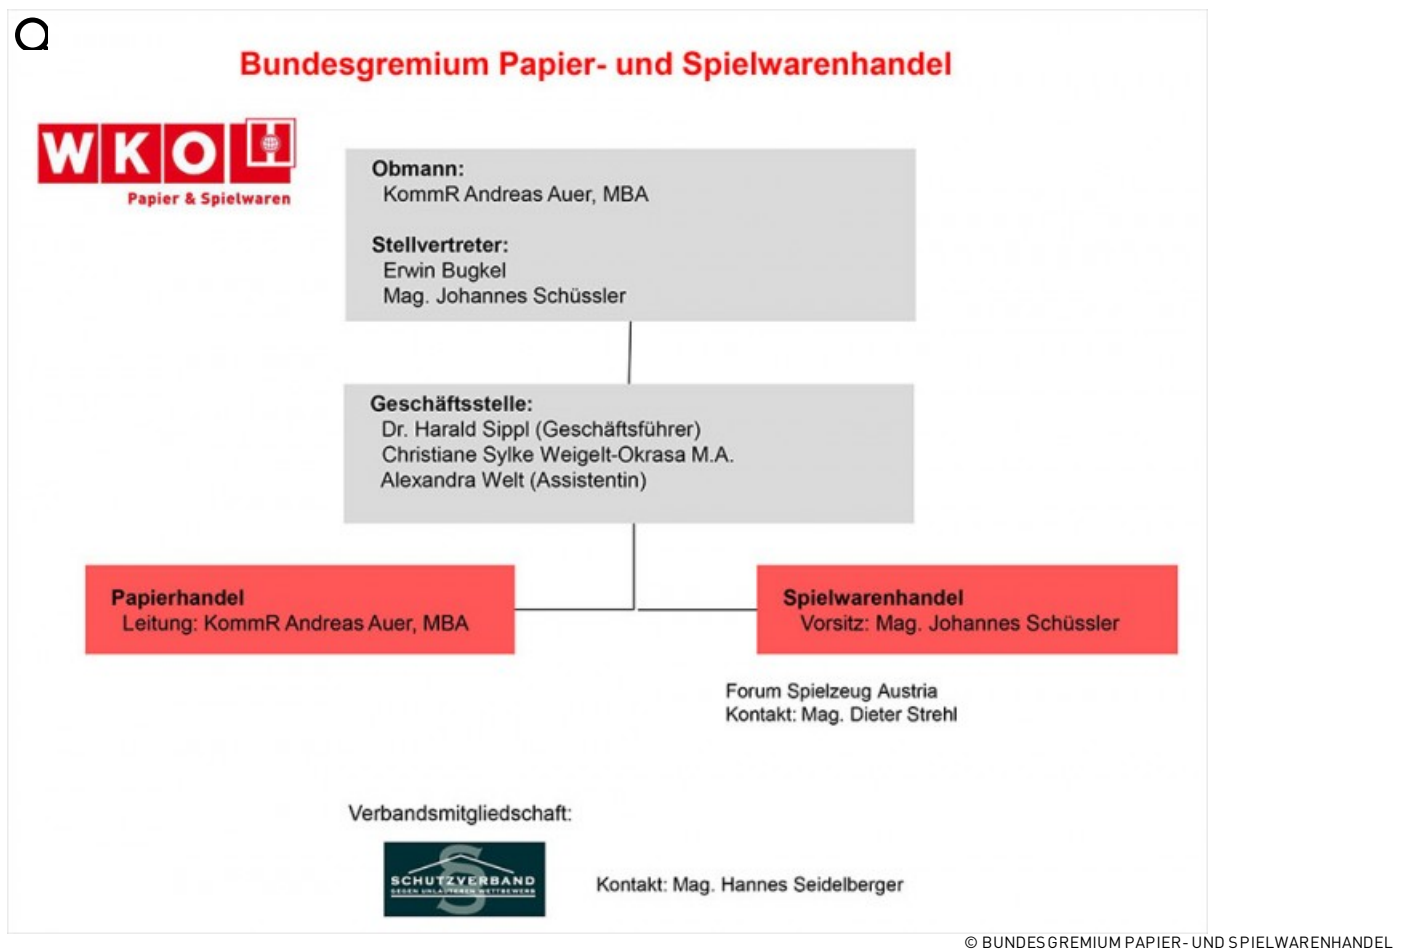 Bundesgremium Papier- und Spielwarenhandel
WKO
Papier & Spielwaren
Obmann:
KommR Andreas Auer, MBA
Stellvertreter:
Erwin Bugkel
Mag. Johannes Schüssler
Geschäftsstelle:
Dr. Harald Sippl (Geschäftsführer)
Christiane Sylke Weigelt-Okrasa M.A.
Alexandra Welt (Assistentin)
Papierhandel
Leitung: KommR Andreas Auer, MBA
Spielwarenhandel
Vorsitz: Mag. Johannes Schüssler
Forum Spielzeug Austria
Kontakt: Mag. Dieter Strehl
Verbandsmitgliedschaft:
§
SCHUTZVERBAND
GEGEN UNLAUTEREN WETTBEWERB
Kontakt: Mag. Hannes Seidelberger
© BUNDESGREMIUM PAPIER- UND SPIELWARENHANDEL